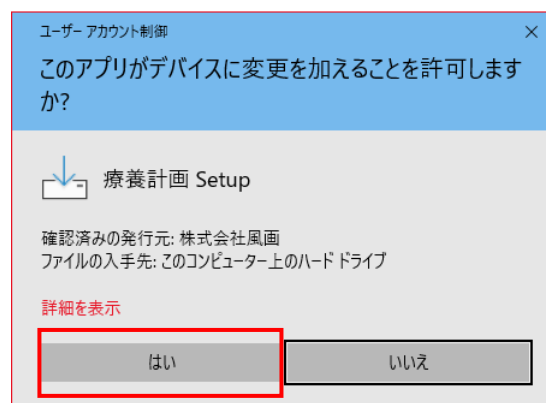 ユーザー アカウント制御
このアプリがデバイスに変更を加えることを許可します
か?
療養計画 Setup
確認済みの発行元: 株式会社風画
ファイルの入手先: このコンピューター上のハード ドライブ
詳細を表示
はい
いいえ